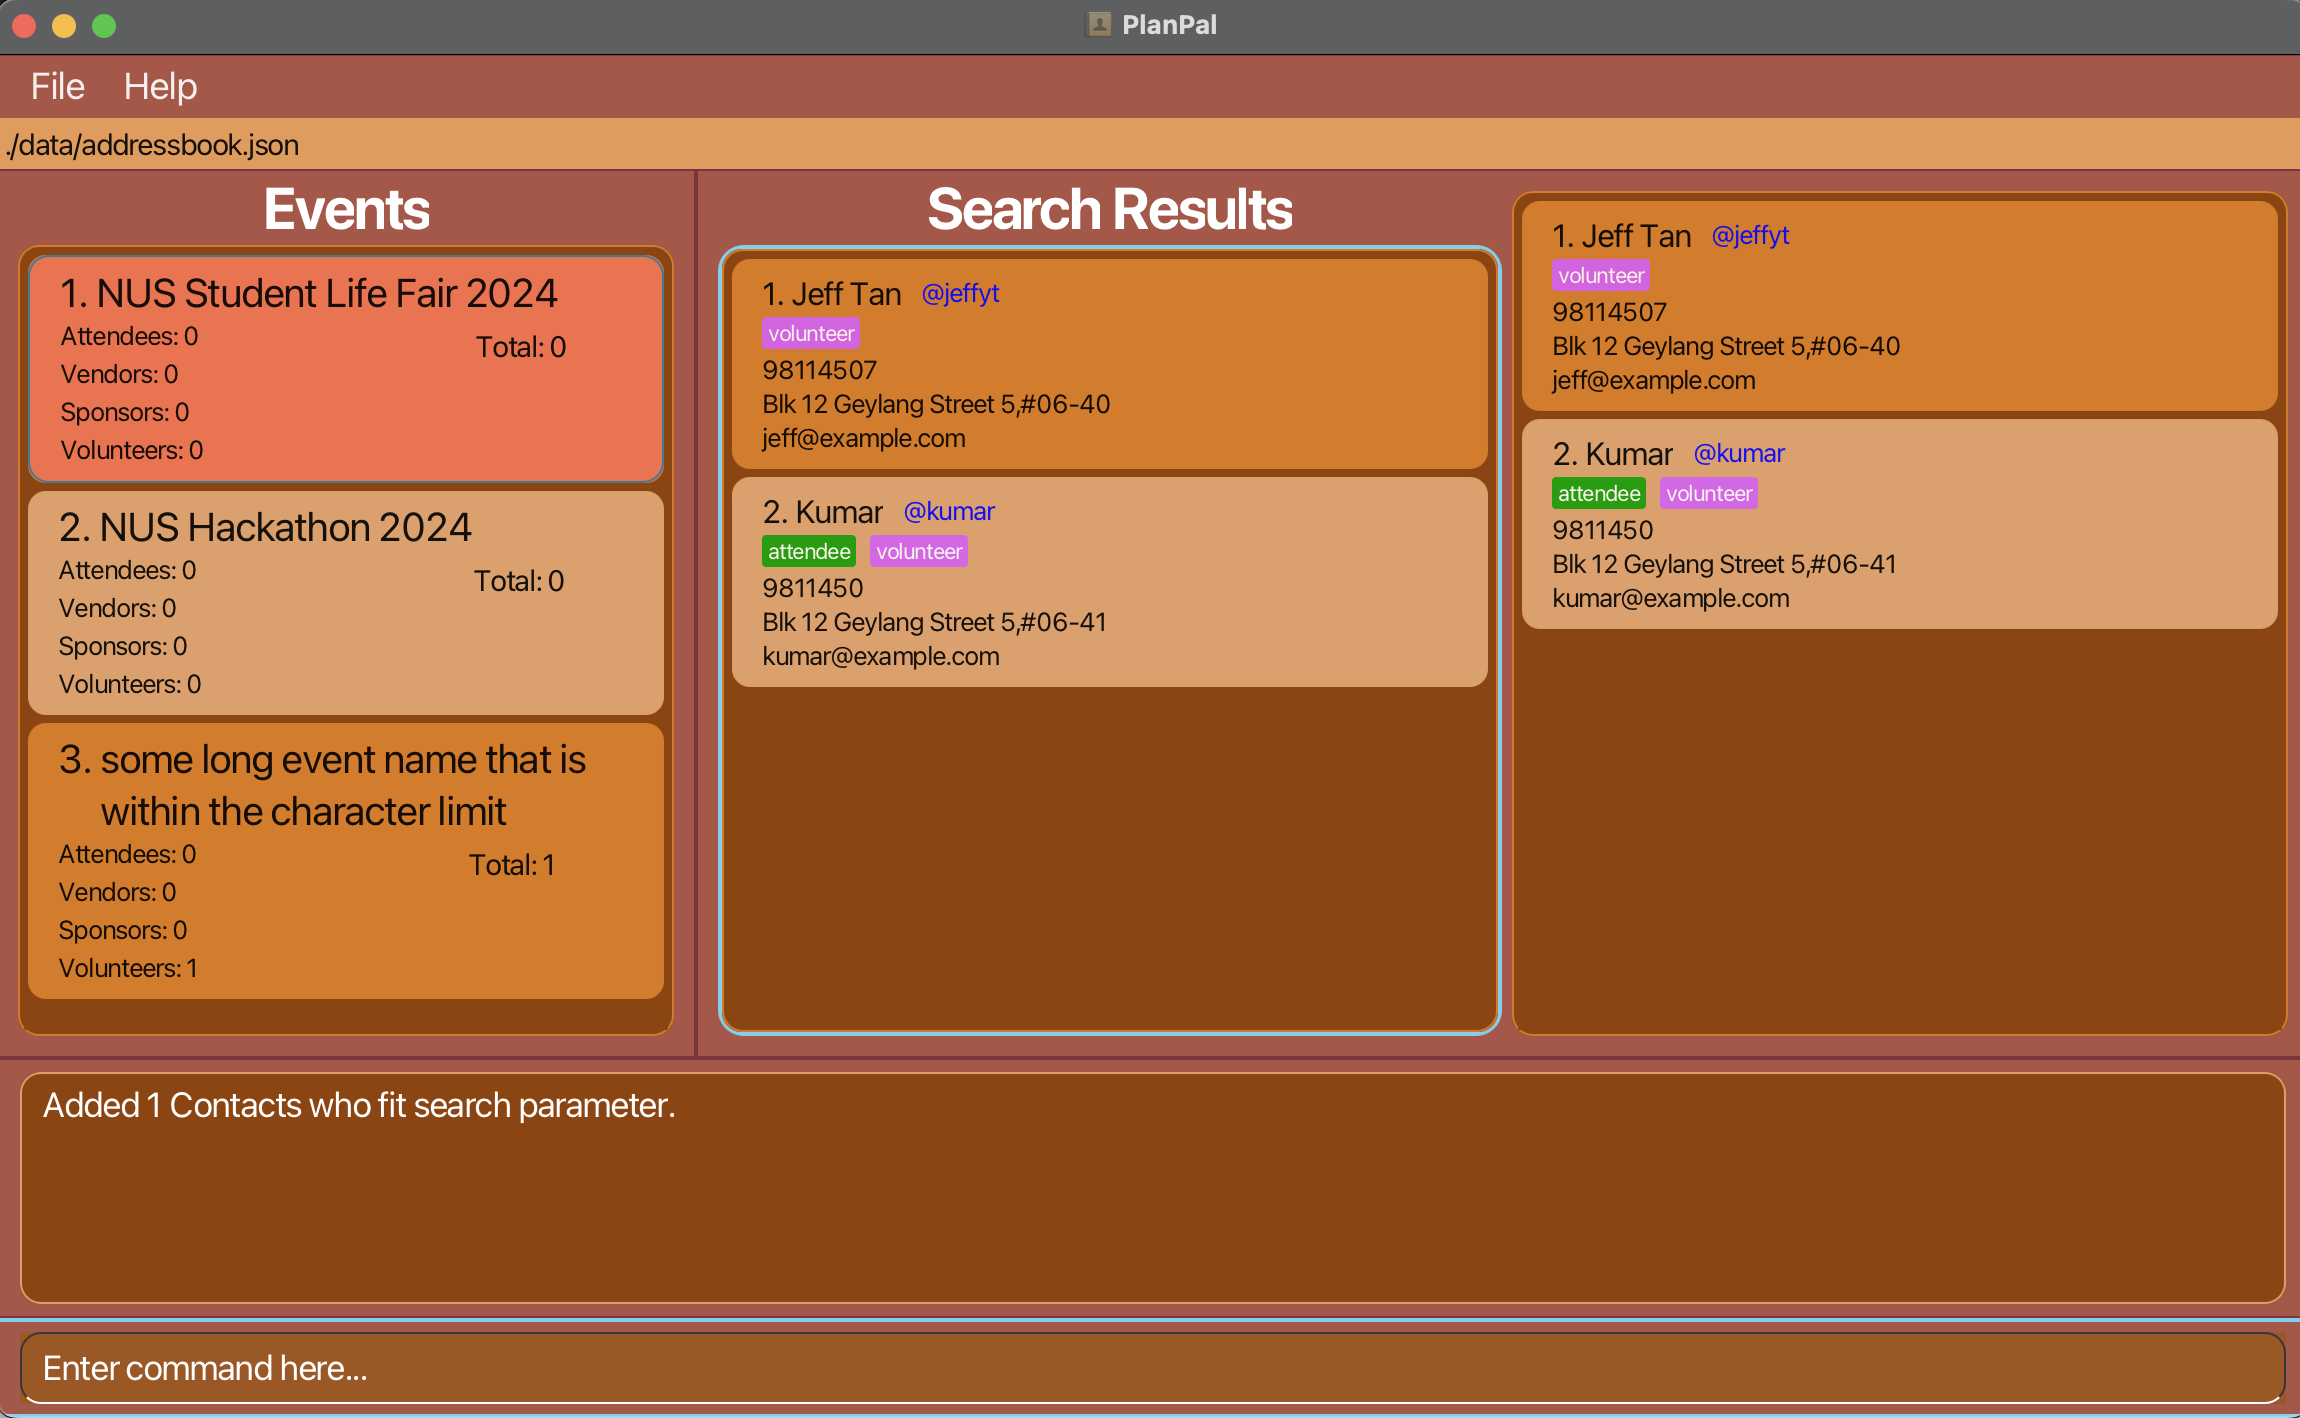 PlanPal
File Help
./data/addressbook.json
Events
1. NUS Student Life Fair 2024
Attendees: 0
Total: 0
Vendors: 0
Sponsors: 0
Volunteers: 0
2. NUS Hackathon 2024
Attendees: 0
Total: 0
Vendors: 0
Sponsors: 0
Volunteers: 0
3. some long event name that is
within the character limit
Attendees: 0
Total: 1
Vendors: 0
Sponsors: 0
Volunteers: 1
Search Results
1. Jeff Tan @jeffyt
volunteer
98114507
Blk 12 Geylang Street 5,#06-40
jeff@example.com
2. Kumar @kumar
attendee volunteer
9811450
Blk 12 Geylang Street 5,#06-41
kumar@example.com
1. Jeff Tan @jeffyt
volunteer
98114507
Blk 12 Geylang Street 5,#06-40
jeff@example.com
2. Kumar @kumar
attendee volunteer
9811450
Blk 12 Geylang Street 5,#06-41
kumar@example.com
Added 1 Contacts who fit search parameter.
Enter command here...